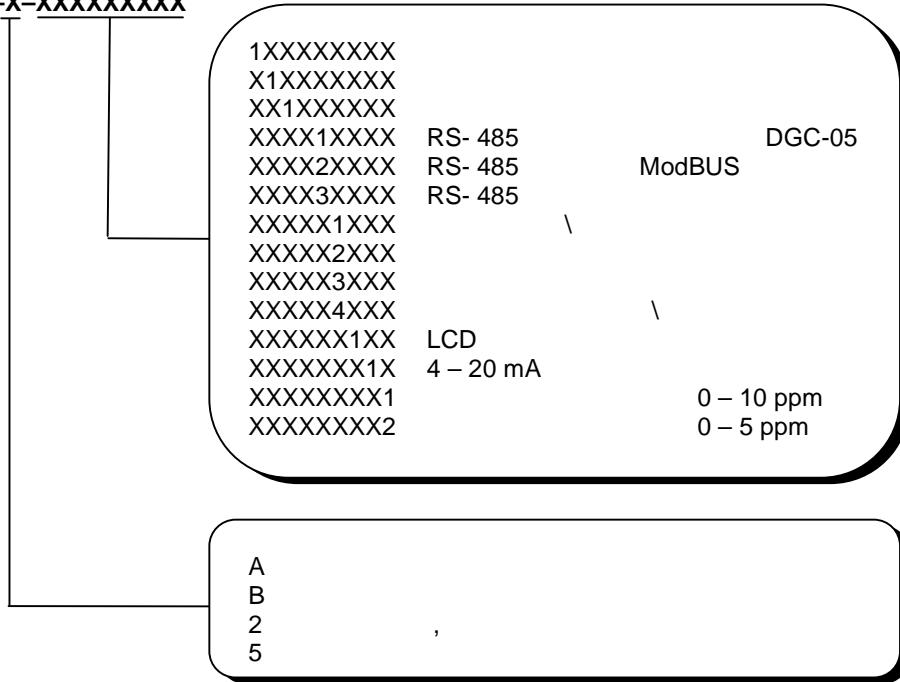 -X–XXXXXXXXX
1XXXXXXXX
X1XXXXXXX
XX1XXXXXX
XXXX1XXXX RS- 485 DGC-05
XXXX2XXXX RS- 485 ModBUS
XXXX3XXXX RS- 485
XXXXX1XXX \
XXXXX2XXX
XXXXX3XXX
XXXXX4XXX \
XXXXXX1XX LCD
XXXXXXX1X 4 – 20 mA
XXXXXXXX1 0 – 10 ppm
XXXXXXXX2 0 – 5 ppm
A
B
2 ,
5